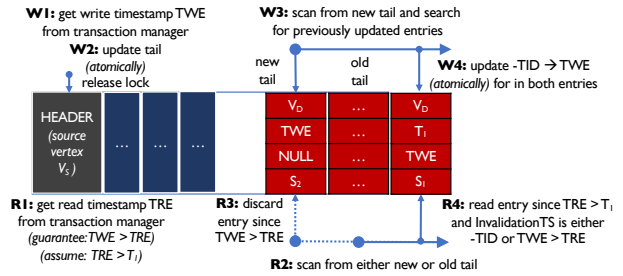 W1: get write timestamp TWE
from transaction manager
W2: update tail
(atomically)
release lock
W3: scan from new tail and search
for previously updated entries
new
tail
old
tail
W4: update -TID → TWE
(atomically) for in both entries
HEADER
(source
vertex
VS )
...
...
...
VD
...
VD
TWE
...
T1
NULL
...
TWE
S2
...
S1
R1: get read timestamp TRE
from transaction manager
(guarantee:TWE > TRE)
(assume: TRE > T1)
R3: discard
entry since
TWE > TRE
R4: read entry since TRE > T1
and InvalidationTS is either
-TID or TWE > TRE
R2: scan from either new or old tail